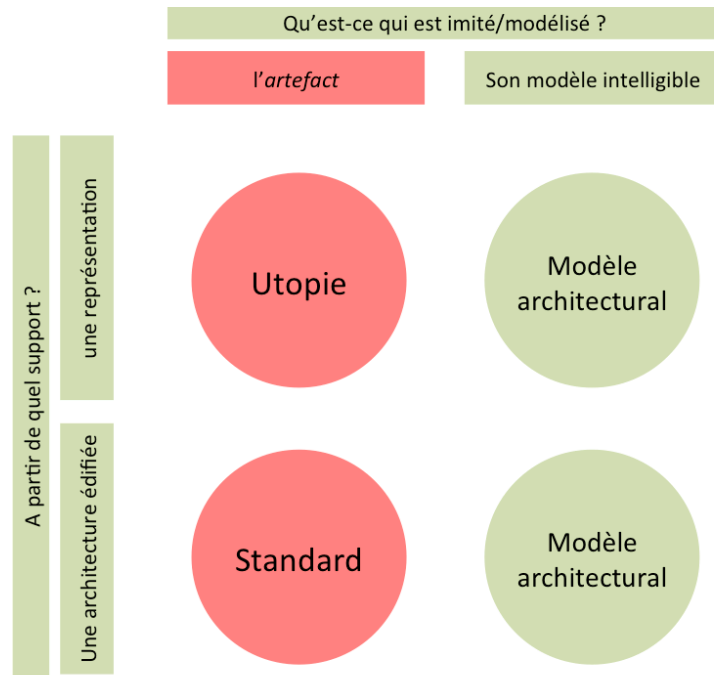 Qu’est-ce qui est imité/modélisé ?
l’artefact
Son modèle intelligible
A partir de quel support ?
une représentation
Utopie
Modèle
architectural
Une architecture édifiée
Standard
Modèle
architectural